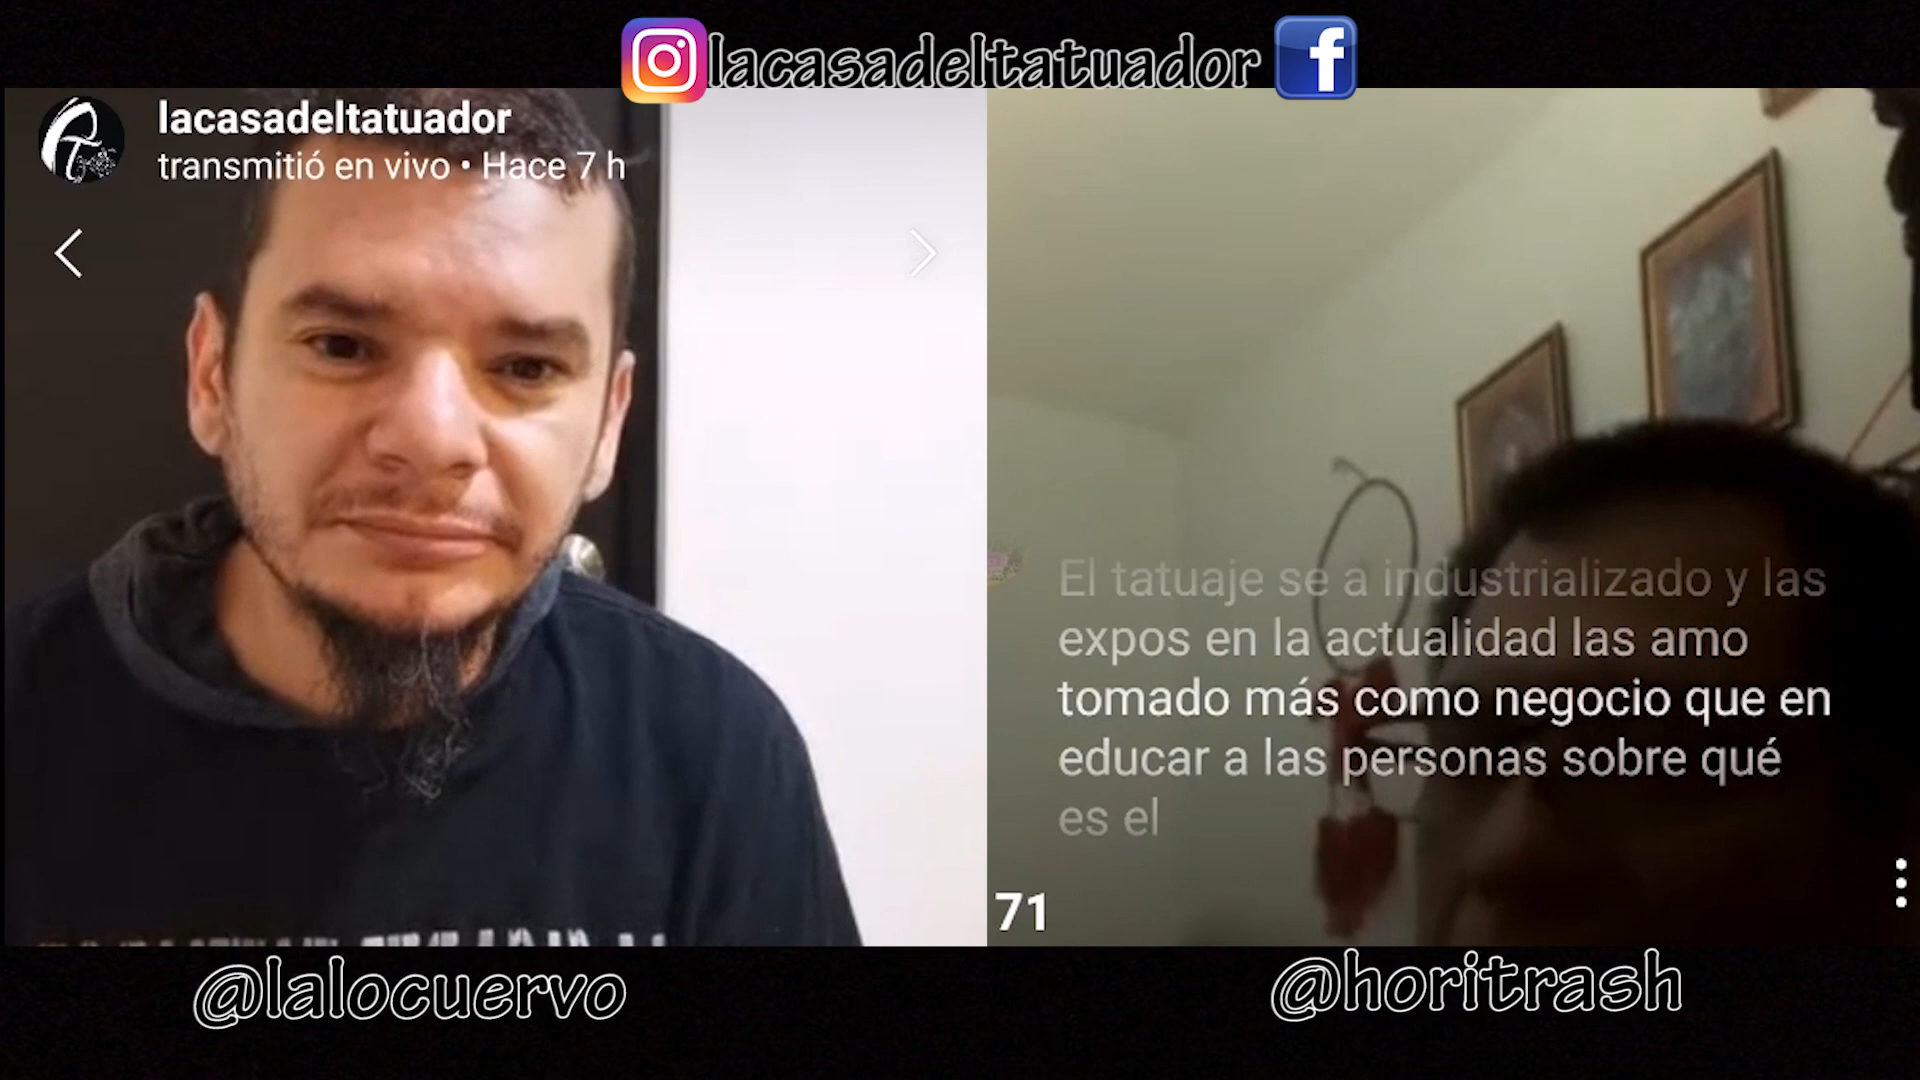 lacasadeltatuador
lacasadeltatuador
transmitió en vivo • Hace 7 h
El tatuaje se a industrializado y las
expos en la actualidad las amo
tomado más como negocio que en
educar a las personas sobre qué
es el
71
@lalocuervo
@horitrash